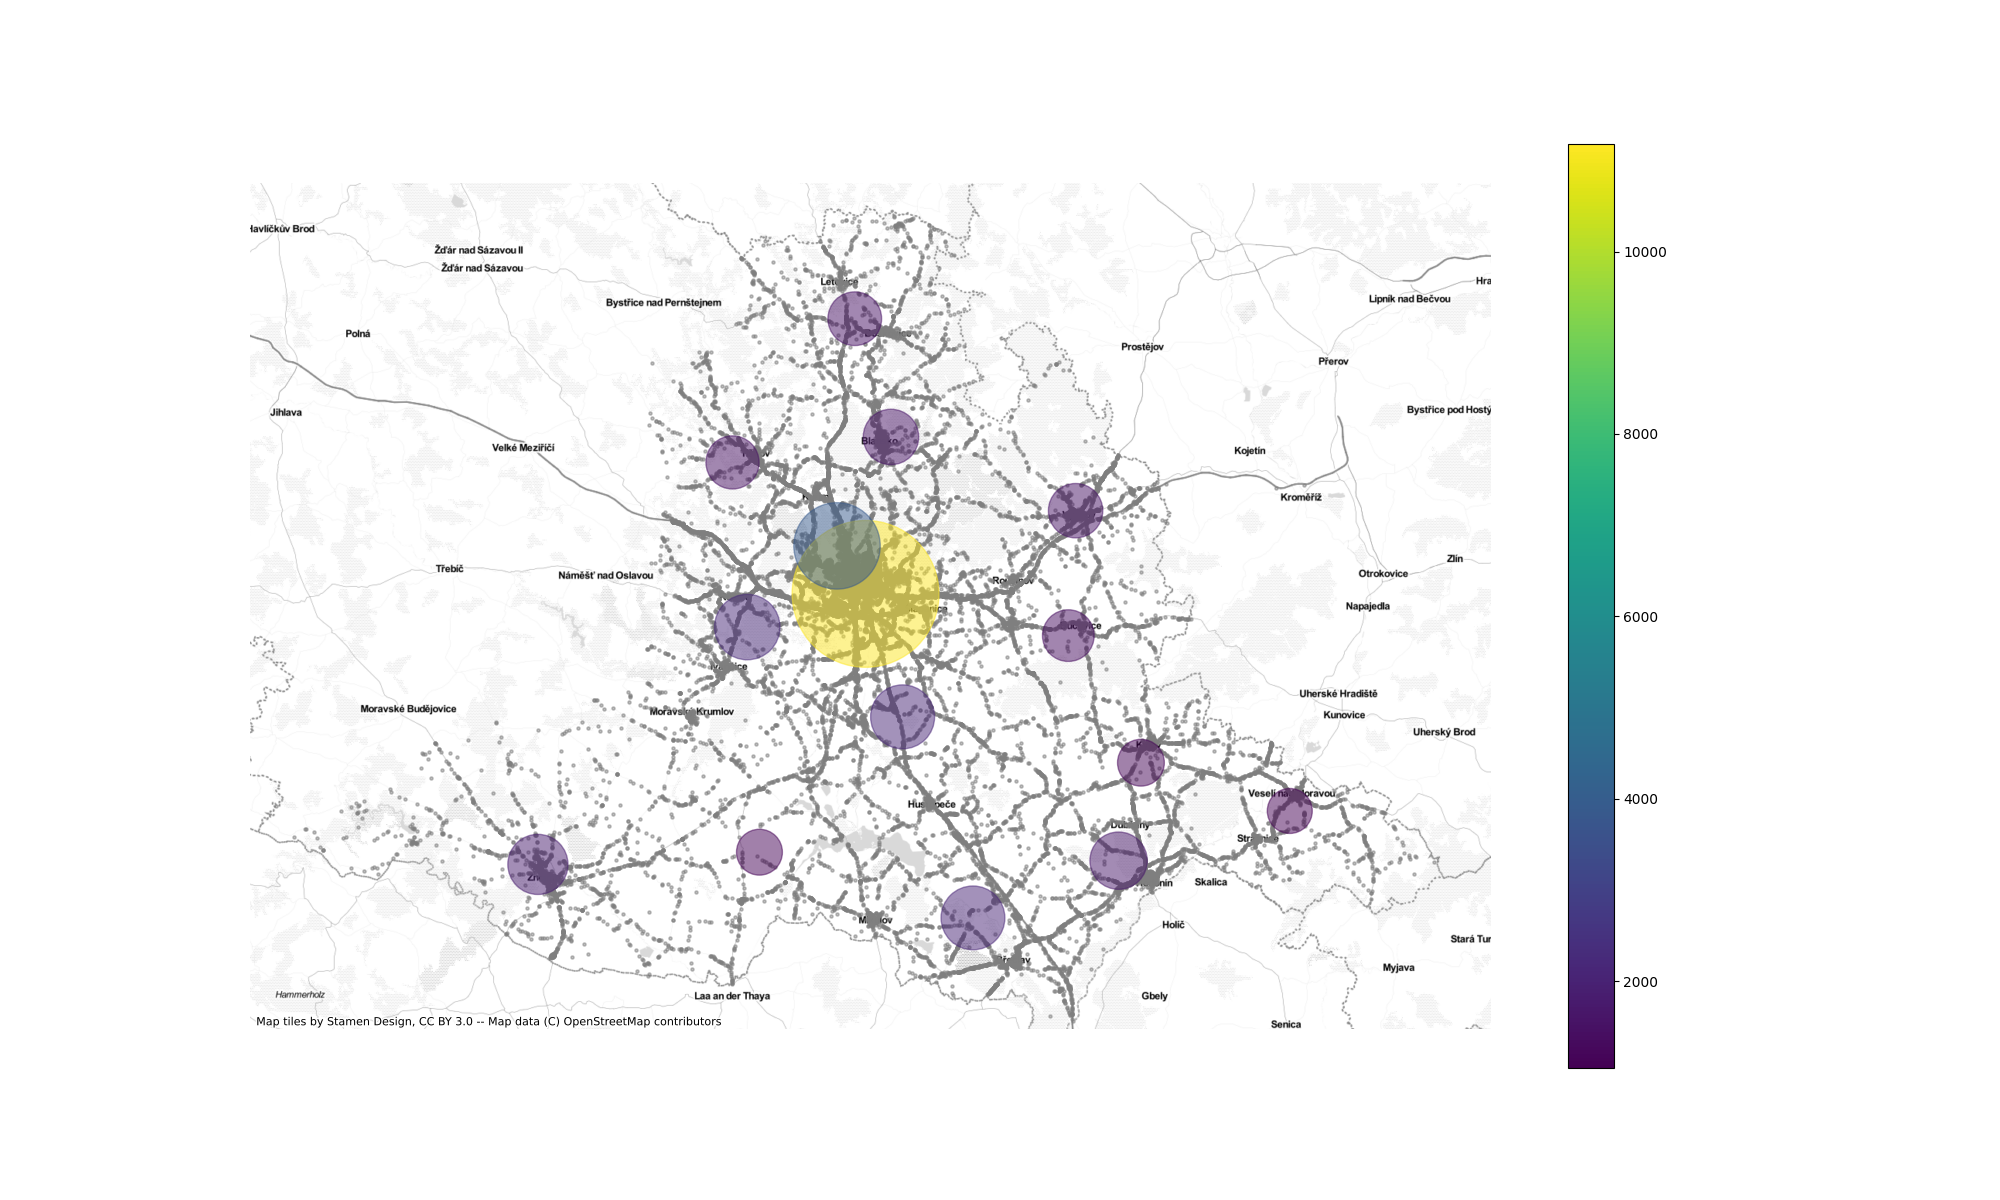 Havlíčkův Brod
Žďár nad Sázavou II
Žďár nad Sázavou
Bystřice nad Pernštejnem
Lipník nad Bečvou
Hra
Polná
Prostějov
Přerov
Jihlava
Bystřice pod Hostý
Velké Meziříčí
Kojetín
Kroměříž
Zlín
Třebíč
Náměšť nad Oslavou
Otrokovice
Napajedla
Uherské Hradiště
Moravské Budějovice
Moravský Krumlov
Kunovice
Uherský Brod
Veselí nad Moravou
Skalica
Holíč
Stará Tur
Myjava
Hammerholz
Laa an der Thaya
Gbely
Senica
Map tiles by Stamen Design, CC BY 3.0 -- Map data (C) OpenStreetMap contributors
10000
8000
6000
4000
2000